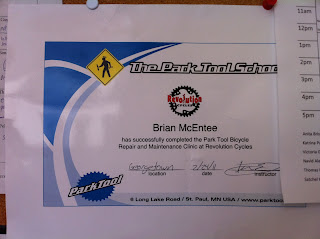 The Park Tool School
Revolution
CYCLES
Brian McEntee
has successfully completed the Park Tool Bicycle
Repair and Maintenance Clinic at Revolution Cycles
Georgetown
location
date
instructor
ParkTool
6 Long Lake Road / St. Paul, MN USA / www.parktool
11am
12pm
1pm
2pm
3pm
4pm
5pm